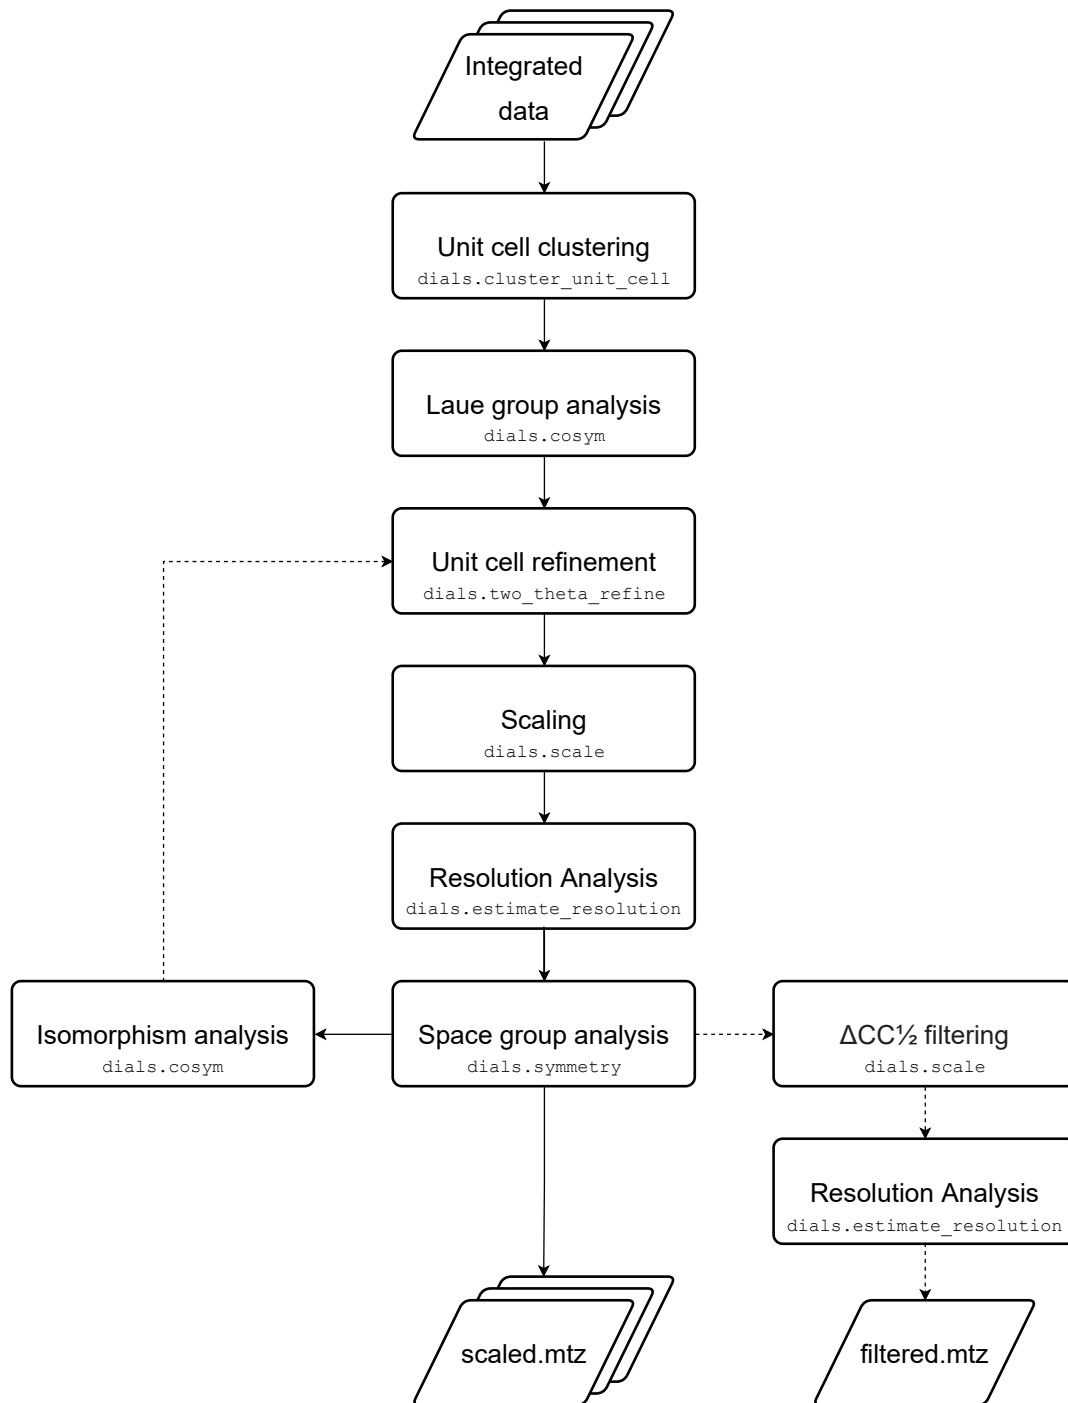 Integrated
data
Unit cell clustering
dials.cluster_unit_cell
Laue group analysis
dials.cosym
Unit cell refinement
dials.two_theta_refine
Scaling
dials.scale
Resolution Analysis
dials.estimate_resolution
Isomorphism analysis
dials.cosym
Space group analysis
dials.symmetry
ΔCC½ filtering
dials.scale
Resolution Analysis
dials.estimate_resolution
scaled.mtz
filtered.mtz